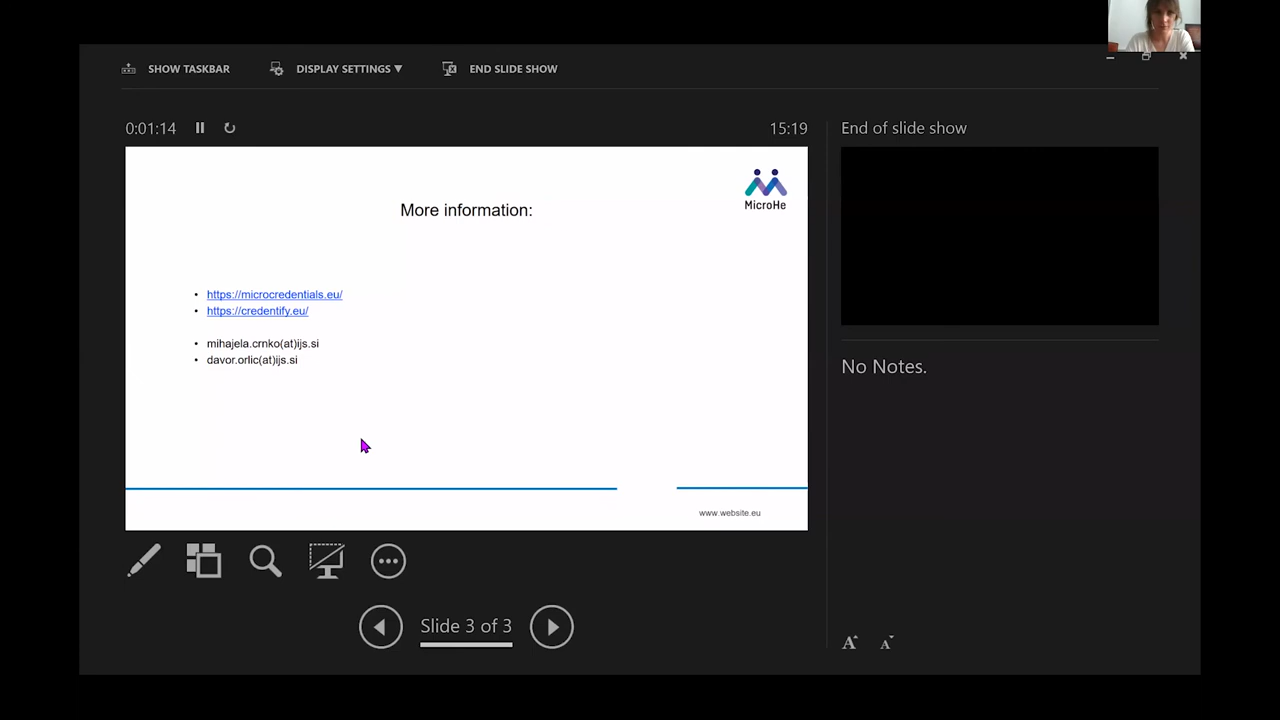 SHOW TASKBAR
DISPLAY SETTINGS ▼
END SLIDE SHOW
0:01:14
15:19
End of slide show
MicroHe
More information:
• https://microcredentials.eu/
• https://credentify.eu/
• mihajela.crnko(at)ijs.si
• davor.orlic(at)ijs.si
www.website.eu
No Notes.
Slide 3 of 3
A
A